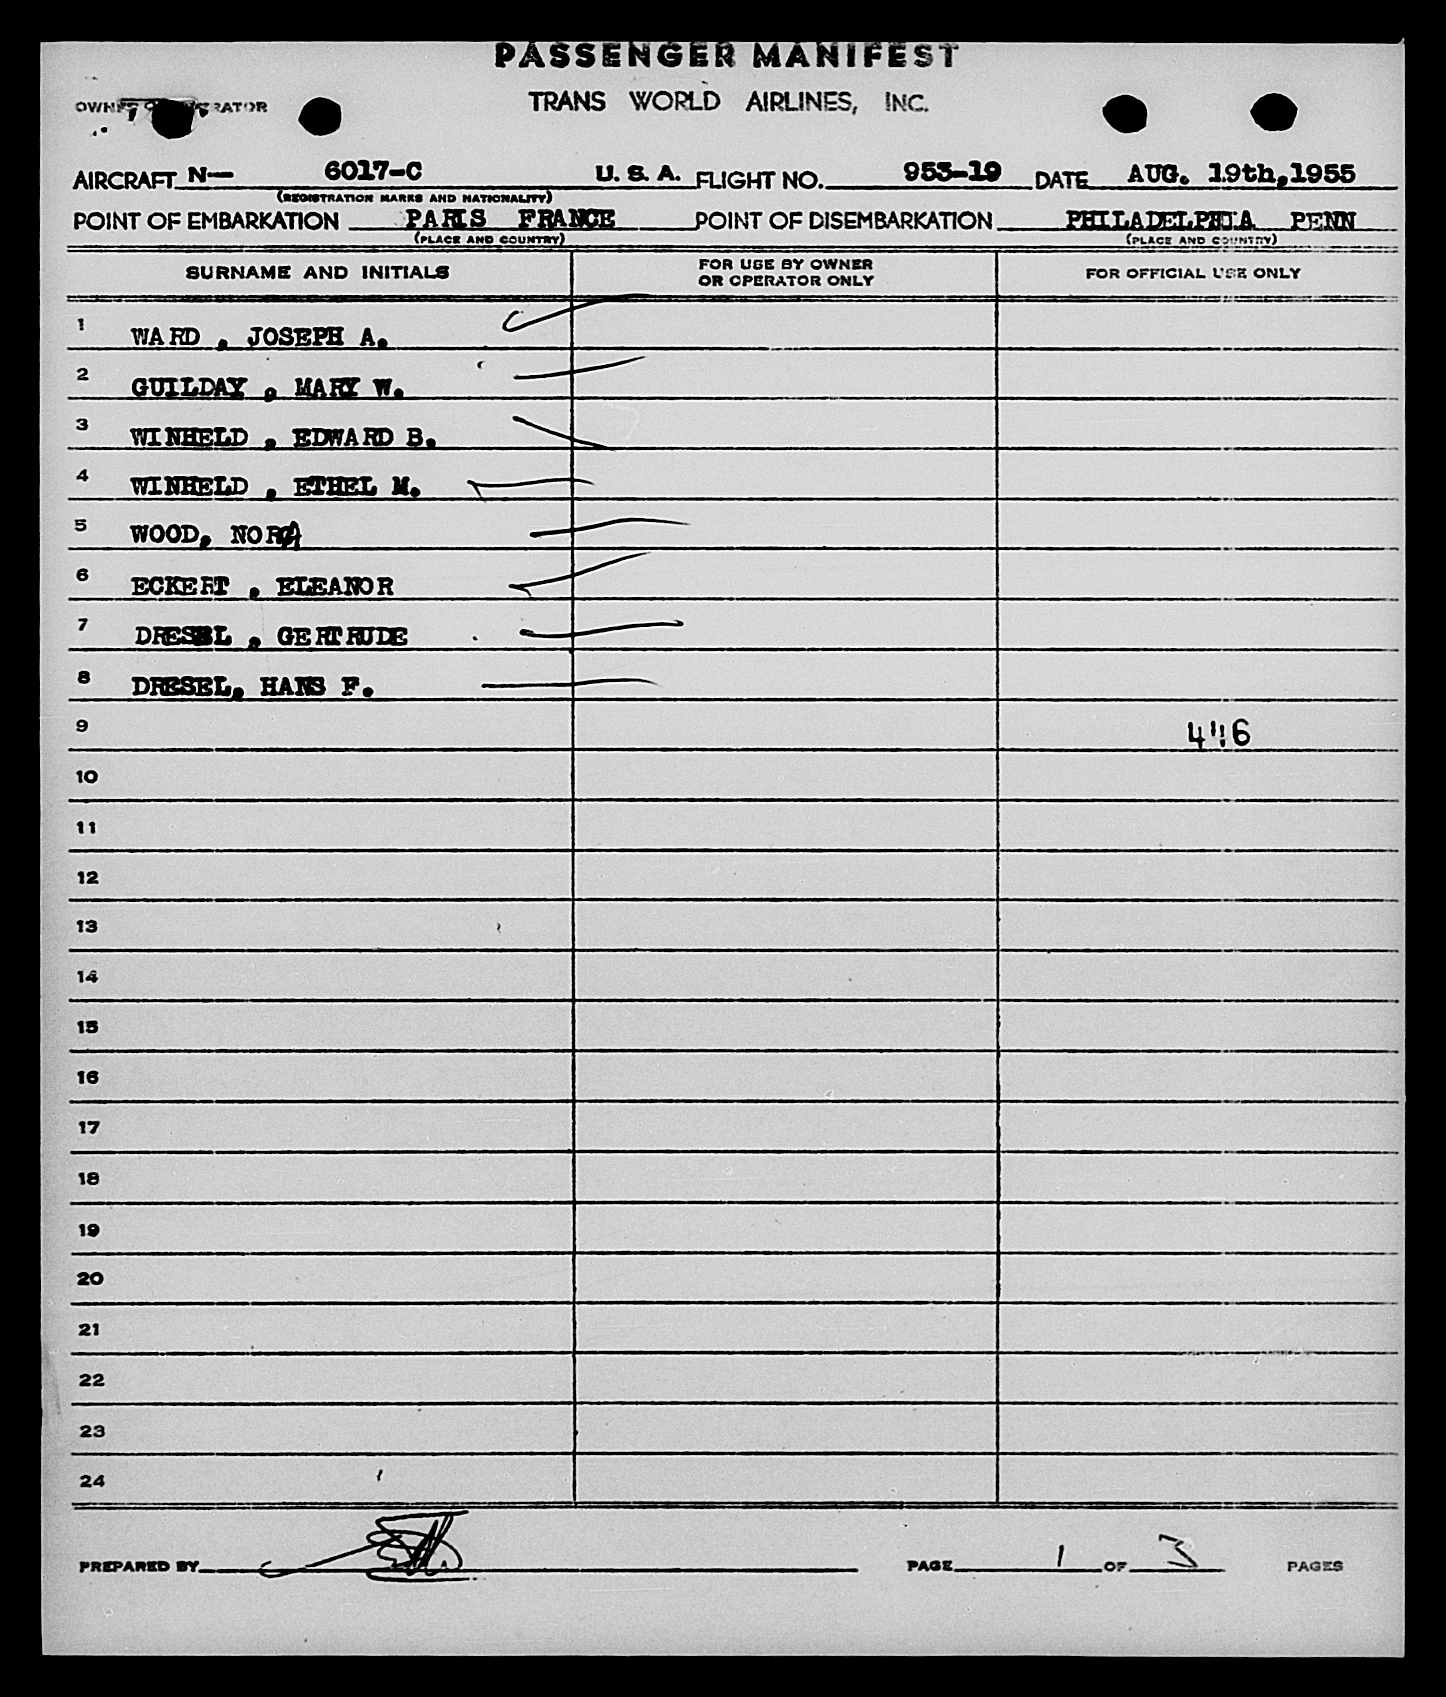 PASSENGER MANIFEST
TRANS WORLD AIRLINES, INC.
AIRCRAFT N— 6017-C U. S. A. FLIGHT NO. 953-19 DATE AUG. 19th,1955
(REGISTRATION MARKS AND NATIONALITY)
POINT OF EMBARKATION PARIS FRANCE POINT OF DISEMBARKATION PHILADELPHIA PENN
(PLACE AND COUNTRY) (PLACE AND COUNTRY)
SURNAME AND INITIALS FOR USE BY OWNER OR OPERATOR ONLY FOR OFFICIAL USE ONLY
1 WARD , JOSEPH A.
2 GUILDAY , MARY W.
3 WINHELD , EDWARD B.
4 WINHELD , ETHEL M.
5 WOOD, NORA
6 ECKERT , ELEANOR
7 DRESEL , GERTRUDE
8 DRESEL, HANS F.
9
10
11
12
13
14
15
16
17
18
19
20
21
22
23
24
PREPARED BY PAGE 1 OF 3 PAGES